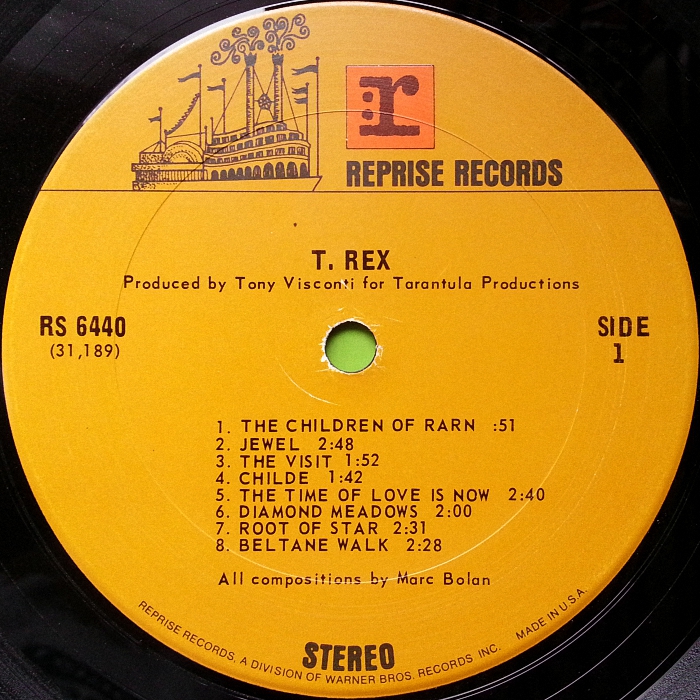 r
REPRISE RECORDS
T. REX
Produced by Tony Visconti for Tarantula Productions
RS 6440
(31,189)
SIDE
1
1. THE CHILDREN OF RARN :51
2. JEWEL 2:48
3. THE VISIT 1:52
4. CHILDE 1:42
5. THE TIME OF LOVE IS NOW 2:40
6. DIAMOND MEADOWS 2:00
7. ROOT OF STAR 2:31
8. BELTANE WALK 2:28
All compositions by Marc Bolan
STEREO
REPRISE RECORDS, A DIVISION OF WARNER BROS. RECORDS INC. MADE IN U.S.A.